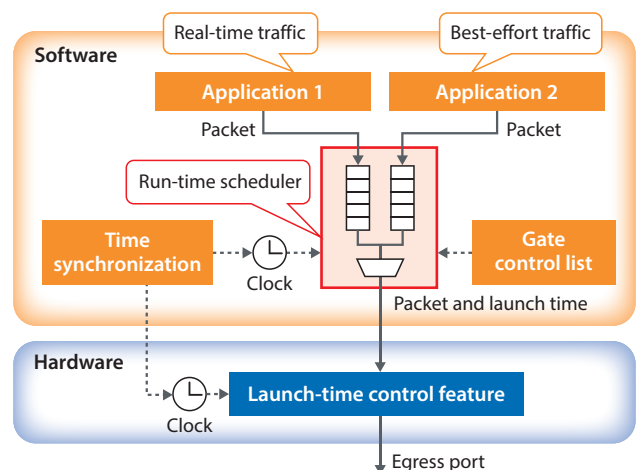 Real-time traffic
Best-effort traffic
Software
Application 1
Application 2
Packet
Packet
Run-time scheduler
Time
synchronization
Clock
Gate
control list
Packet and launch time
Hardware
Launch-time control feature
Clock
Egress port